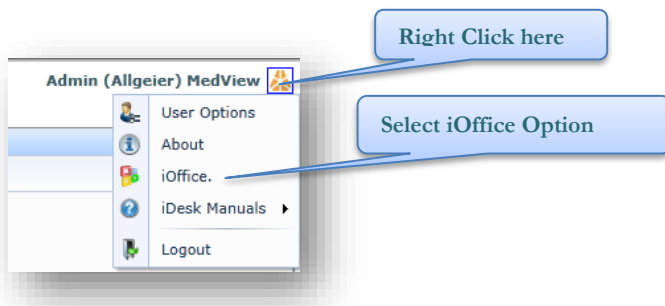 Right Click here
Admin (Allgeier) MedView
User Options
About
Select iOffice Option
iOffice.
iDesk Manuals
Logout